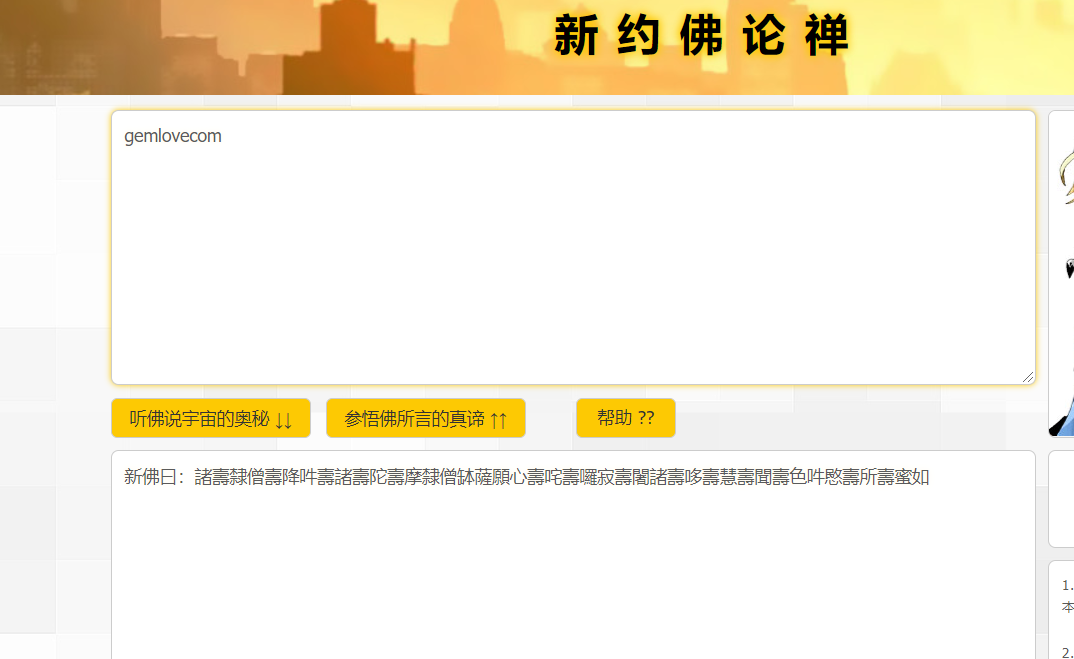 新约佛论禅
gemlovecom
听佛说宇宙的奥秘 ↓↓
参悟佛所言的真谛 ↑↑
帮助 ??
新佛曰：諸壽隸僧壽降吽壽諸壽陀壽摩隸僧缽薩願心壽咤壽囉寂壽闍諸壽哆壽慧壽聞壽色吽愍壽所壽蜜如
1.
本
2.